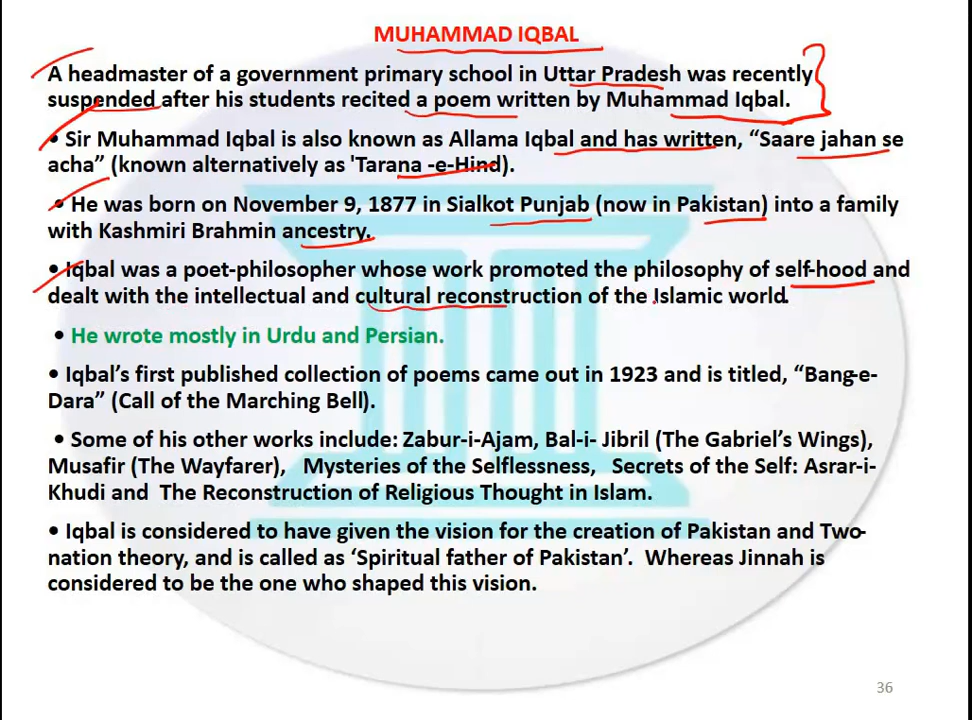 MUHAMMAD IQBAL
A headmaster of a government primary school in Uttar Pradesh was recently
suspended after his students recited a poem written by Muhammad Iqbal.
• Sir Muhammad Iqbal is also known as Allama Iqbal and has written, “Saare jahan se
acha” (known alternatively as 'Tarana -e-Hind).
• He was born on November 9, 1877 in Sialkot Punjab (now in Pakistan) into a family
with Kashmiri Brahmin ancestry.
• Iqbal was a poet-philosopher whose work promoted the philosophy of self-hood and
dealt with the intellectual and cultural reconstruction of the Islamic world.
• He wrote mostly in Urdu and Persian.
• Iqbal’s first published collection of poems came out in 1923 and is titled, “Bang-e-
Dara” (Call of the Marching Bell).
• Some of his other works include: Zabur-i-Ajam, Bal-i- Jibril (The Gabriel’s Wings),
Musafir (The Wayfarer), Mysteries of the Selflessness, Secrets of the Self: Asrar-i-
Khudi and The Reconstruction of Religious Thought in Islam.
• Iqbal is considered to have given the vision for the creation of Pakistan and Two-
nation theory, and is called as ‘Spiritual father of Pakistan’. Whereas Jinnah is
considered to be the one who shaped this vision.
36